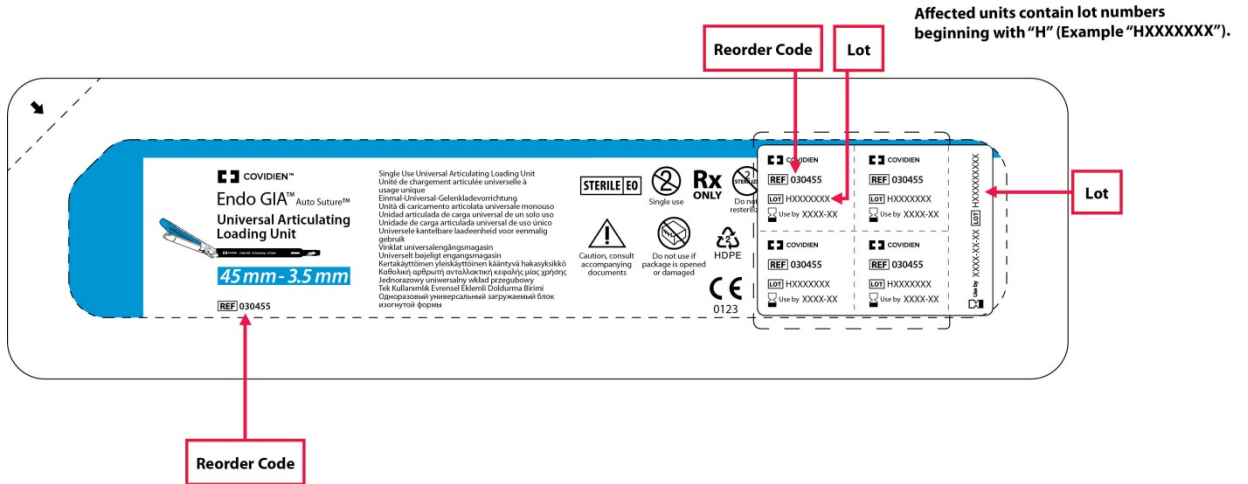 Affected units contain lot numbers
beginning with “H” (Example “HXXXXXXX”).
Reorder Code
Lot
COVIDIEN™
Endo GIA™ Auto Suture™
Universal Articulating
Loading Unit
45 mm - 3.5 mm
REF 030455
Single Use Universal Articulating Loading Unit
Unité de chargement articulée universelle à
usage unique
Einmal-Universal-Gelenkladevorrichtung
Unità di caricamento articolata universale monouso
Unidad articulada de carga universal de un solo uso
Unidade de carga articulada universal de uso único
Universele kantelbare laadeenheid voor eenmalig
gebruik
Vinklat universalengångsmagasin
Universelt bøjeligt engangsmagasin
Kertakäyttöinen yleiskäyttöinen kääntyvä hakasyksikkö
Καθολική αρθρωτή ανταλλακτική κεφαλής μίας χρήσης
Jednorazowy uniwersalny wkład przegubowy
Tek Kullanımlık Evrensel Eklemli Doldurma Birimi
Одноразовый универсальный загружаемый блок
изогнутой формы
STERILE EO
2
Single use
Rx
ONLY
2
Do not
resterilize
Caution, consult
accompanying
documents
Do not use if
package is opened
or damaged
2
HDPE
CE
0123
COVIDIEN
REF 030455
LOT HXXXXXXX
Use by XXXX-XX
COVIDIEN
REF 030455
LOT HXXXXXXX
Use by XXXX-XX
COVIDIEN
REF 030455
LOT HXXXXXXX
Use by XXXX-XX
COVIDIEN
REF 030455
LOT HXXXXXXX
Use by XXXX-XX
Use by XXXX-XX-XX LOT HXXXXXXXXXX
Lot
Reorder Code